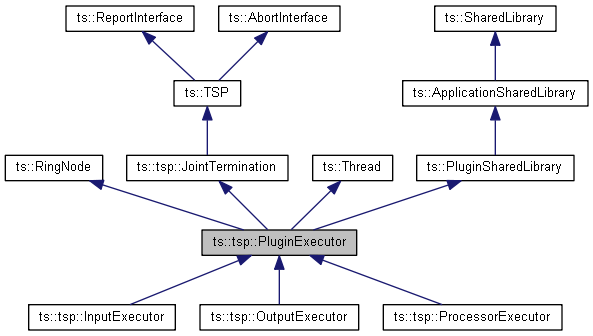 ts::ReportInterface
ts::AbortInterface
ts::SharedLibrary
ts::TSP
ts::ApplicationSharedLibrary
ts::RingNode
ts::tsp::JointTermination
ts::Thread
ts::PluginSharedLibrary
ts::tsp::PluginExecutor
ts::tsp::InputExecutor
ts::tsp::OutputExecutor
ts::tsp::ProcessorExecutor